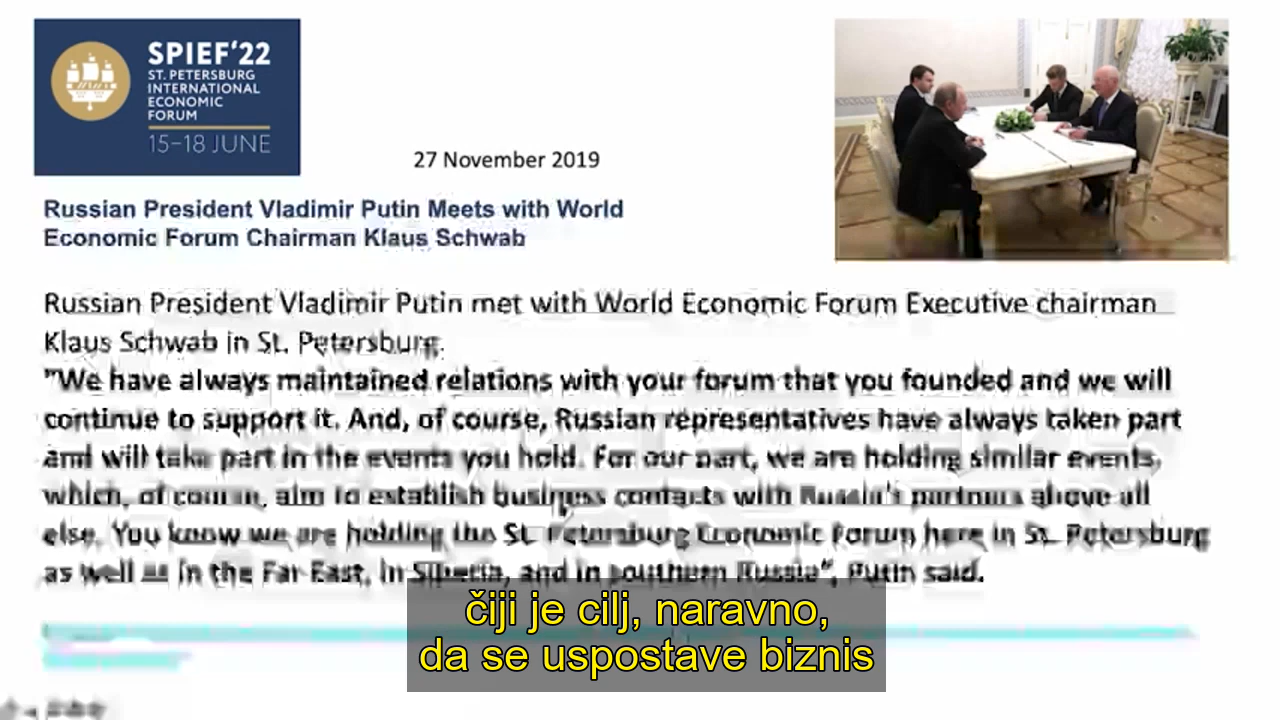 SPIEF‘22
ST. PETERSBURG
INTERNATIONAL
ECONOMIC
FORUM
15–18 JUNE
27 November 2019
Russian President Vladimir Putin Meets with World
Economic Forum Chairman Klaus Schwab
Russian President Vladimir Putin met with World Economic Forum Executive chairman
Klaus Schwab in St. Petersburg.
"We have always maintained relations with your forum that you founded and we will
continue to support it. And, of course, Russian representatives have always taken part
and will take part in the events you hold. For our part, we are holding similar events,
which, of course, aim to establish business contacts with Russia's partners above all
else. You know we are holding the St. Petersburg Economic Forum here in St. Petersburg
as well as in the Far East, in Siberia, and in southern Russia", Putin said.
čiji je cilj, naravno,
da se uspostave biznis